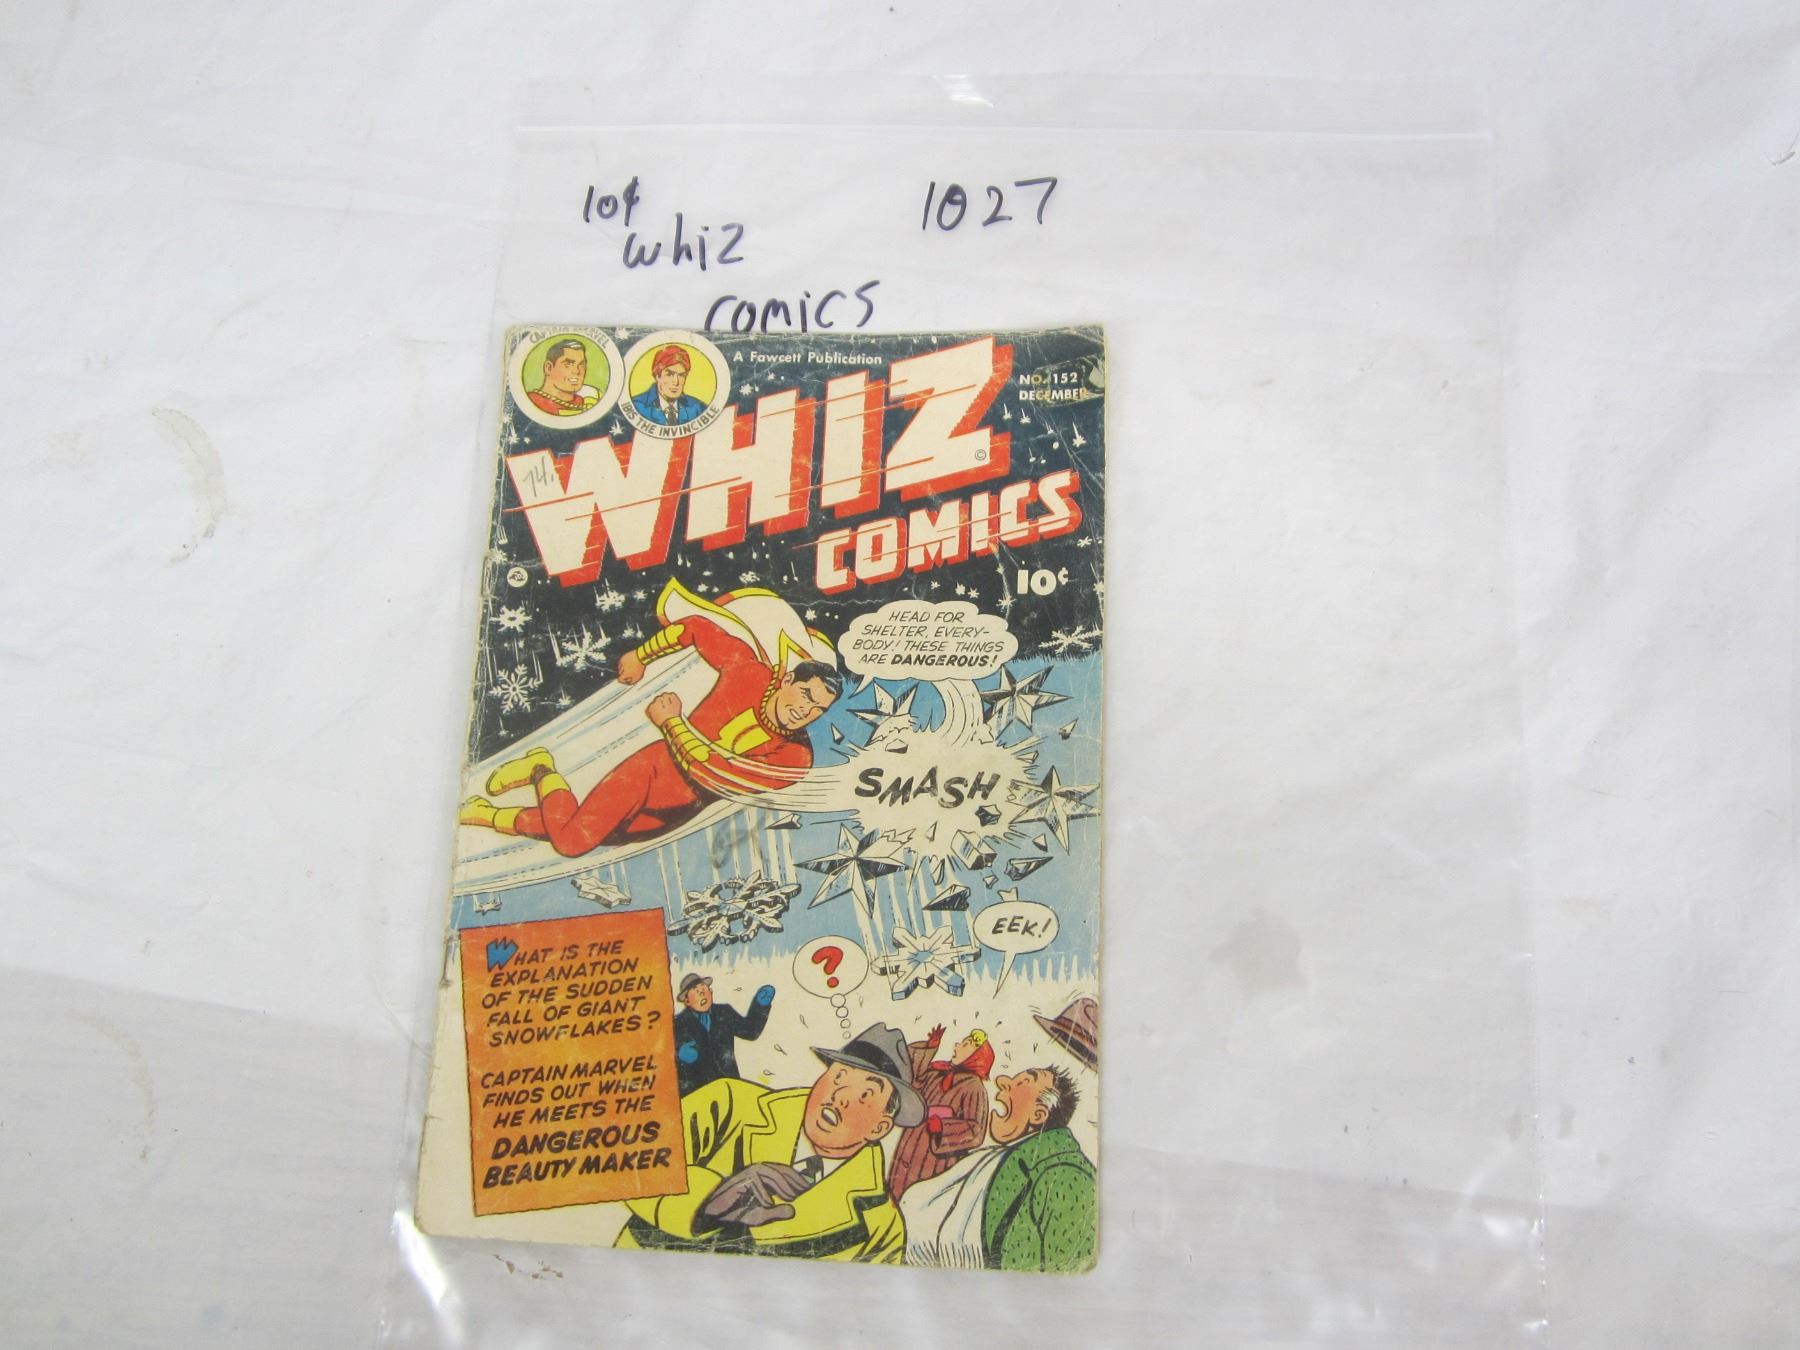 10¢
whiz
comics
1027
CAPTAIN MARVEL
IBIS THE INVINCIBLE
A Fawcett Publication
NO. 152
DECEMBER
WHIZ
©
COMICS
10¢
74.
HEAD FOR
SHELTER, EVERY-
BODY! THESE THINGS
ARE DANGEROUS!
SMASH
EEK!
?
WHAT IS THE
EXPLANATION
OF THE SUDDEN
FALL OF GIANT
SNOWFLAKES?
CAPTAIN MARVEL
FINDS OUT WHEN
HE MEETS THE
DANGEROUS
BEAUTY MAKER